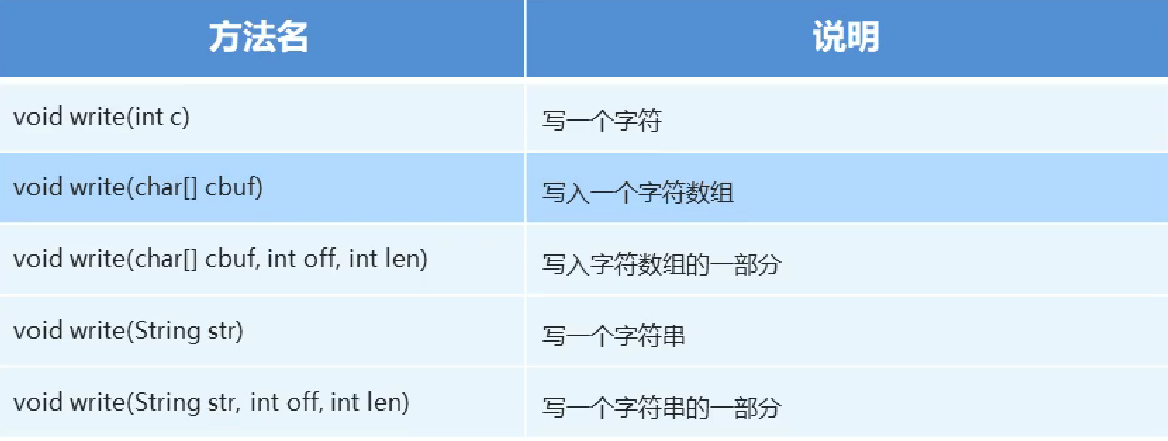 方法名 说明
void write(int c) 写一个字符
void write(char[] cbuf) 写入一个字符数组
void write(char[] cbuf, int off, int len) 写入字符数组的一部分
void write(String str) 写一个字符串
void write(String str, int off, int len) 写一个字符串的一部分